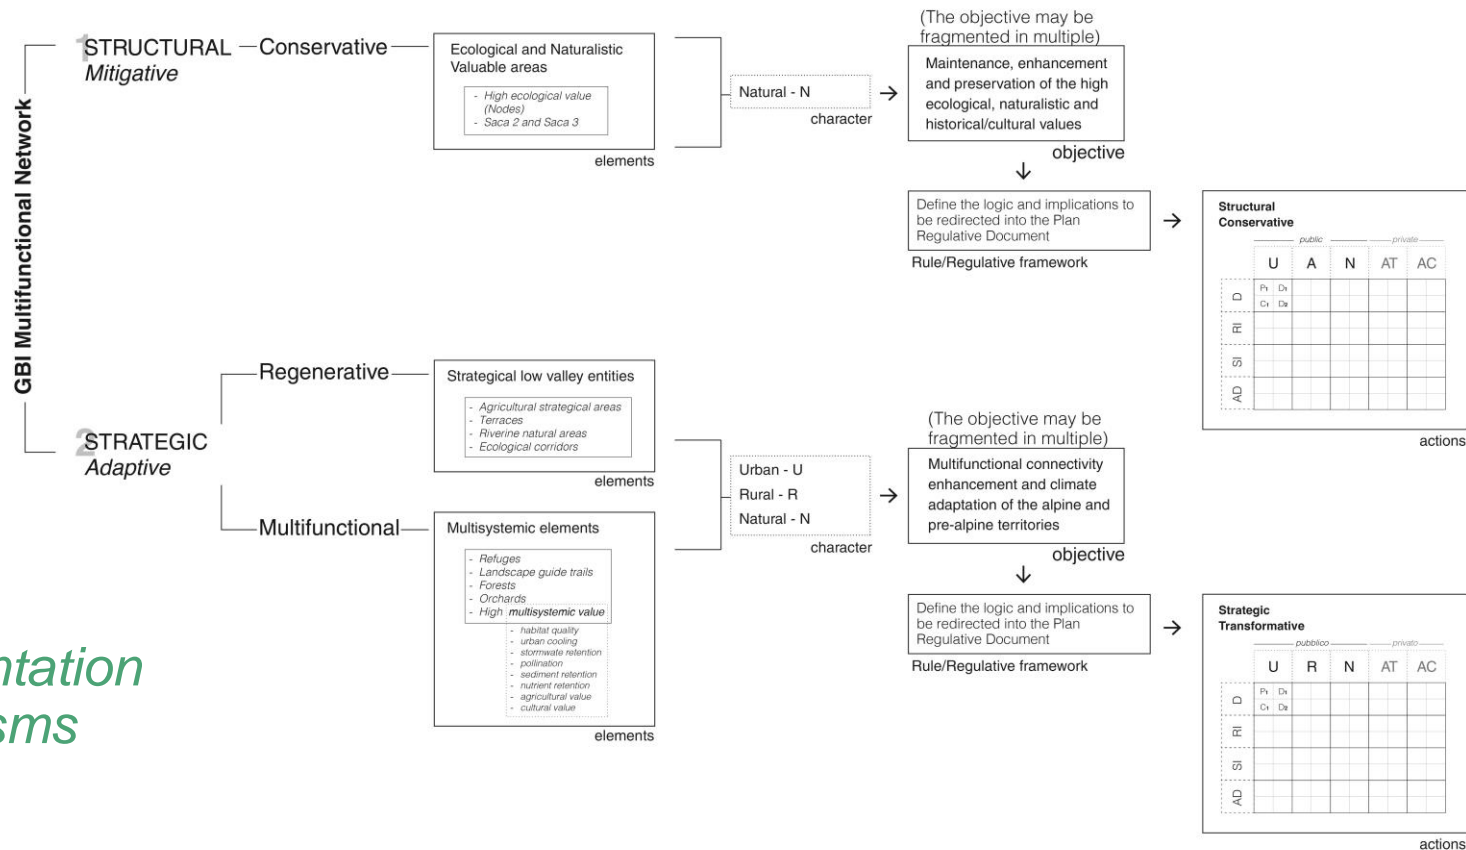 GBI Multifunctional Network
1
STRUCTURAL
Mitigative
Conservative
Ecological and Naturalistic
Valuable areas
- High ecological value
(Nodes)
- Saca 2 and Saca 3
elements
Natural - N
character
(The objective may be
fragmented in multiple)
Maintenance, enhancement
and preservation of the high
ecological, naturalistic and
historical/cultural values
objective
Define the logic and implications to
be redirected into the Plan
Regulative Document
Rule/Regulative framework
Structural
Conservative
public private
U A N AT AC
D
P1 D1
C1 D2
RI
SI
AD
actions
2
STRATEGIC
Adaptive
Regenerative
Strategical low valley entities
- Agricultural strategical areas
- Terraces
- Riverine natural areas
- Ecological corridors
elements
Multifunctional
Multisystemic elements
- Refuges
- Landscape guide trails
- Forests
- Orchards
- High multisystemic value
- habitat quality
- urban cooling
- stormwate retention
- pollination
- sediment retention
- nutrient retention
- agricultural value
- cultural value
elements
Urban - U
Rural - R
Natural - N
character
(The objective may be
fragmented in multiple)
Multifunctional connectivity
enhancement and climate
adaptation of the alpine and
pre-alpine territories
objective
Define the logic and implications to
be redirected into the Plan
Regulative Document
Rule/Regulative framework
Strategic
Transformative
pubblico privato
U R N AT AC
D
P1 D1
C1 D2
RI
SI
AD
actions
ntation
sms